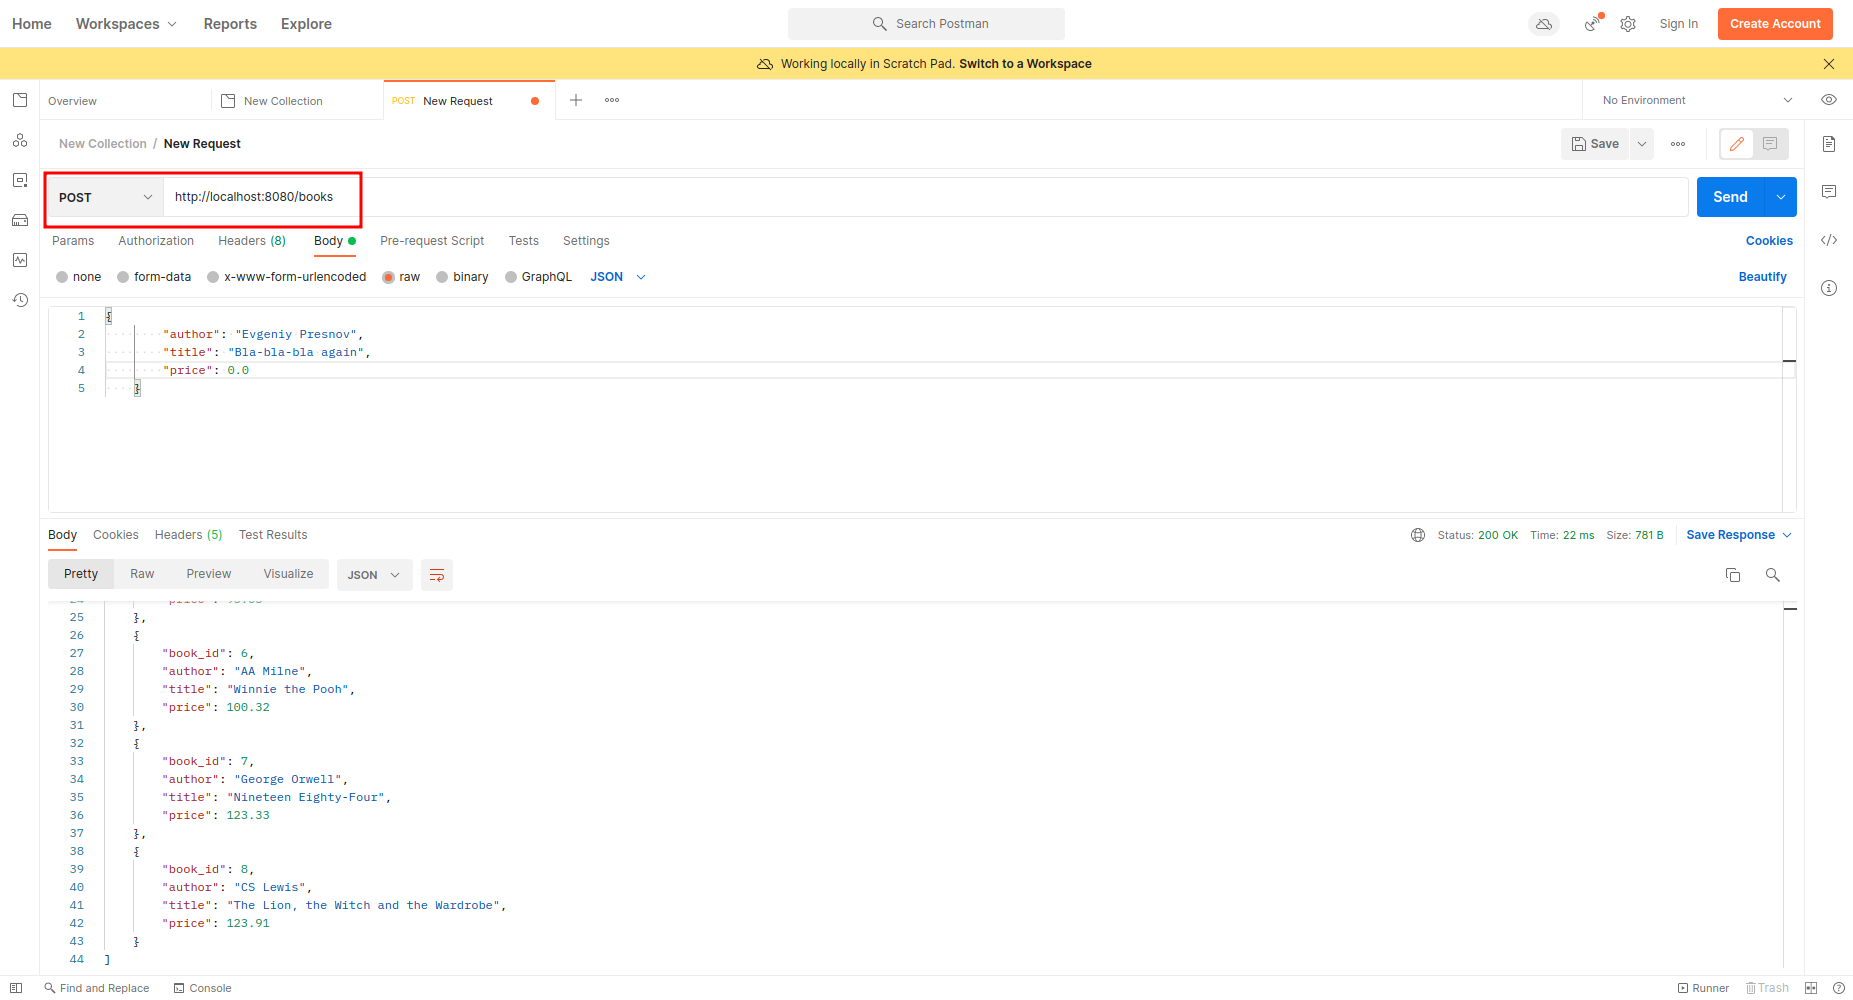 Home Workspaces Reports Explore Search Postman Sign In Create Account
Working locally in Scratch Pad. Switch to a Workspace
Overview New Collection POST New Request No Environment
New Collection / New Request Save
POST http://localhost:8080/books Send
Params Authorization Headers (8) Body Pre-request Script Tests Settings Cookies
none form-data x-www-form-urlencoded raw binary GraphQL JSON Beautify
1 {
2 "author": "Evgeniy Presnov",
3 "title": "Bla-bla-bla again",
4 "price": 0.0
5 }
Body Cookies Headers (5) Test Results Status: 200 OK Time: 22 ms Size: 781 B Save Response
Pretty Raw Preview Visualize JSON
25 },
26 {
27 "book_id": 6,
28 "author": "AA Milne",
29 "title": "Winnie the Pooh",
30 "price": 100.32
31 },
32 {
33 "book_id": 7,
34 "author": "George Orwell",
35 "title": "Nineteen Eighty-Four",
36 "price": 123.33
37 },
38 {
39 "book_id": 8,
40 "author": "CS Lewis",
41 "title": "The Lion, the Witch and the Wardrobe",
42 "price": 123.91
43 }
44 ]
Find and Replace Console Runner Trash